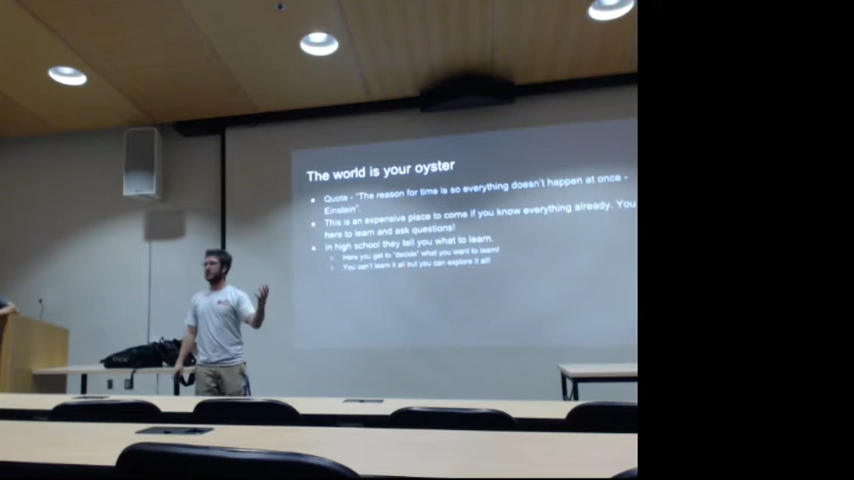 The world is your oyster
Quote - "The reason for time is so everything doesn't happen at once -
Einstein".
This is an expensive place to come if you know everything already. You
here to learn and ask questions!
In high school they tell you what to learn.
Here you get to "decide" what you want to learn!
You can't learn it all but you can explore it all!